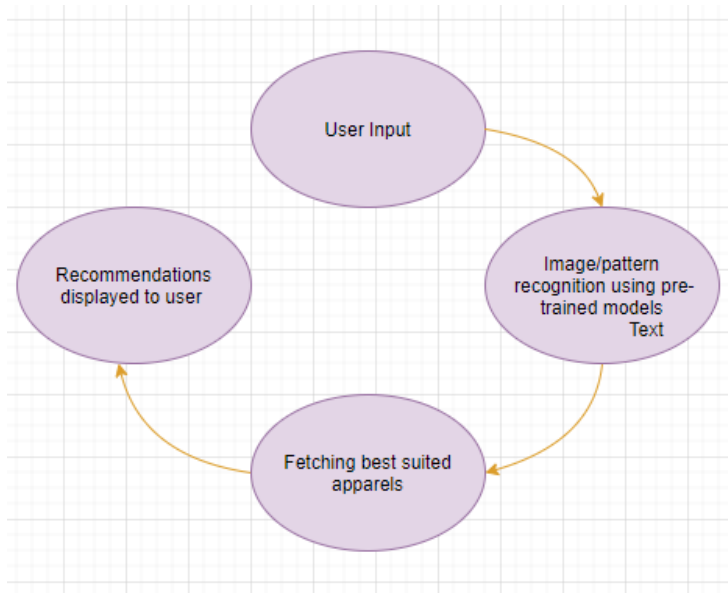 User Input
Image/pattern
recognition using pre-
trained models
Text
Fetching best suited
apparels
Recommendations
displayed to user